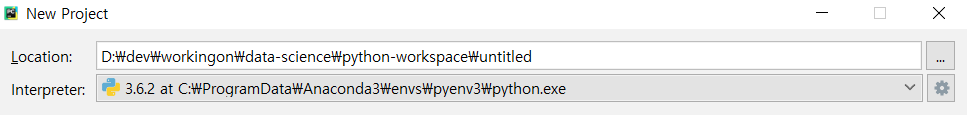 New Project
Location: D:₩dev₩workingon₩data-science₩python-workspace₩untitled ...
Interpreter: 3.6.2 at C:₩ProgramData₩Anaconda3₩envs₩pyenv3₩python.exe